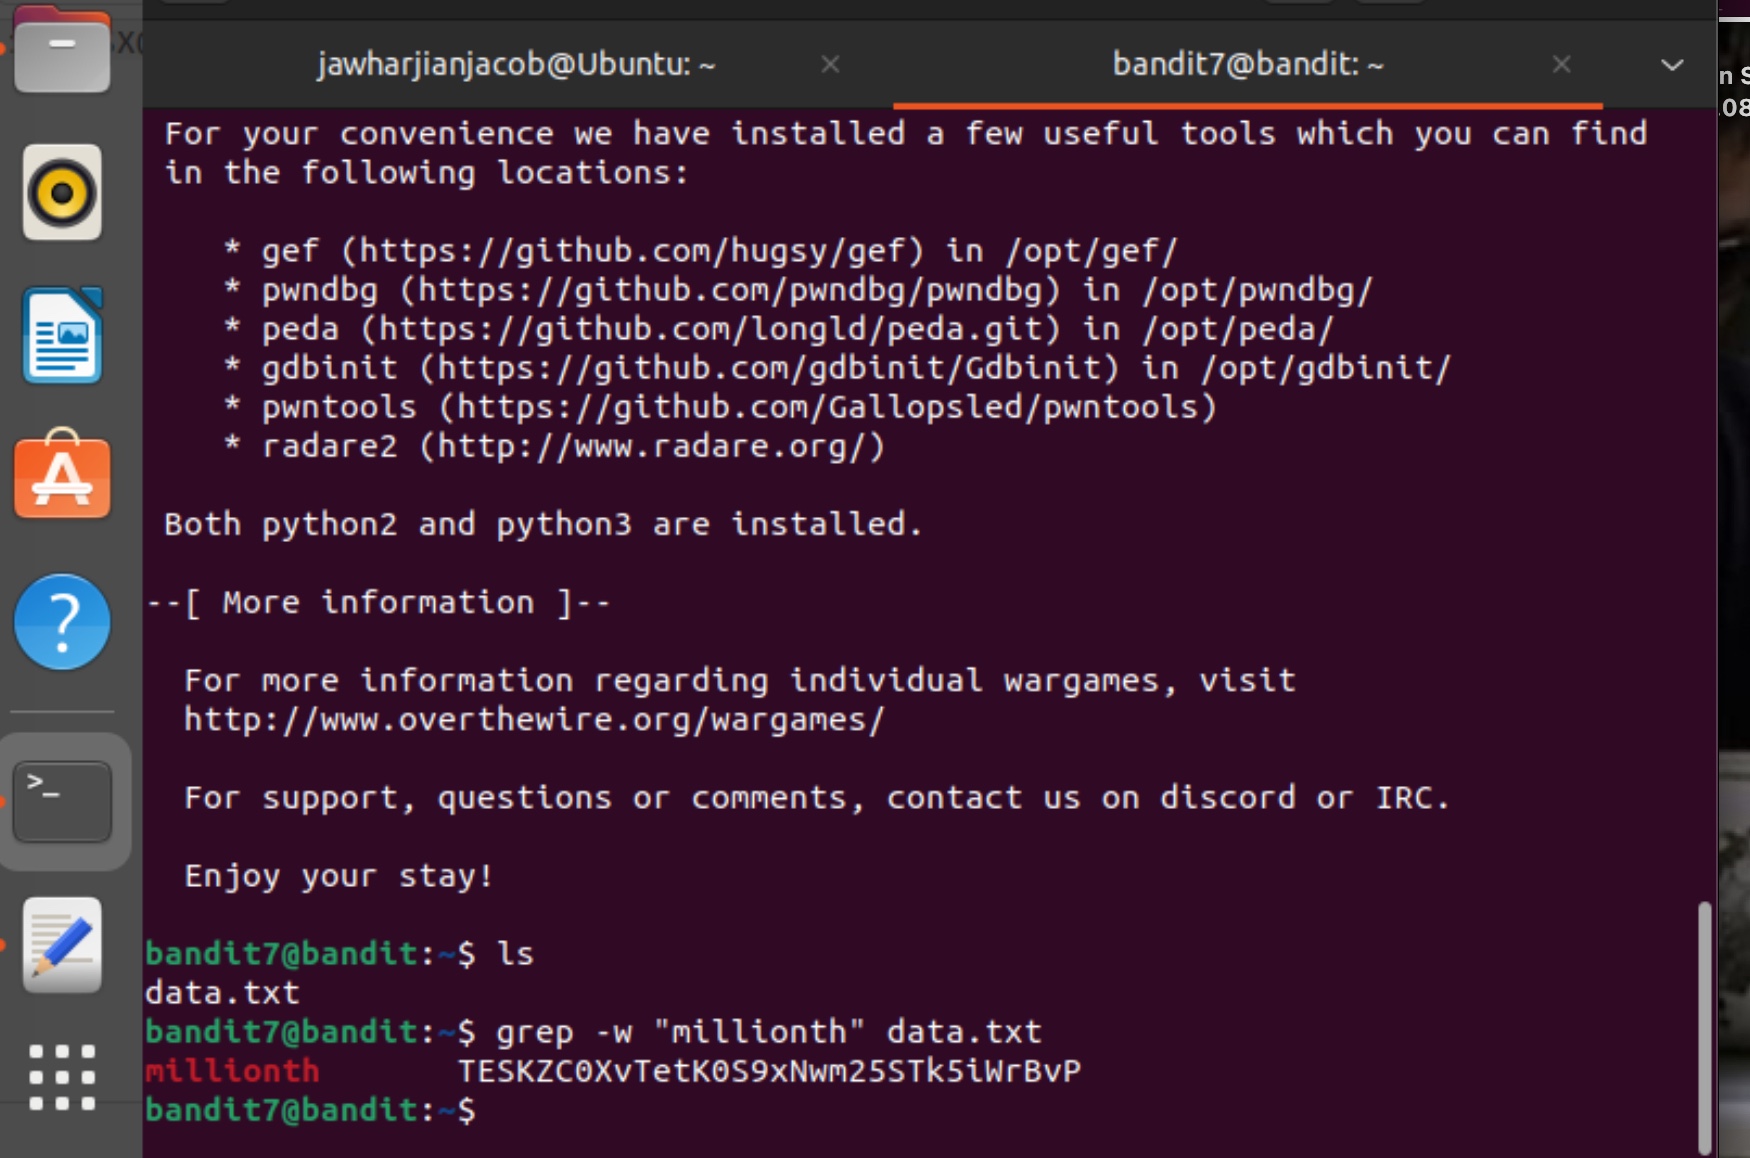 jawharjianjacob@Ubuntu: ~
bandit7@bandit: ~
For your convenience we have installed a few useful tools which you can find
in the following locations:
* gef (https://github.com/hugsy/gef) in /opt/gef/
* pwndbg (https://github.com/pwndbg/pwndbg) in /opt/pwndbg/
* peda (https://github.com/longld/peda.git) in /opt/peda/
* gdbinit (https://github.com/gdbinit/Gdbinit) in /opt/gdbinit/
* pwntools (https://github.com/Gallopsled/pwntools)
* radare2 (http://www.radare.org/)
Both python2 and python3 are installed.
--[ More information ]--
For more information regarding individual wargames, visit
http://www.overthewire.org/wargames/
For support, questions or comments, contact us on discord or IRC.
Enjoy your stay!
bandit7@bandit:~$ ls
data.txt
bandit7@bandit:~$ grep -w "millionth" data.txt
millionth TESKZC0XvTetK0S9xNwm25STk5iWrBvP
bandit7@bandit:~$